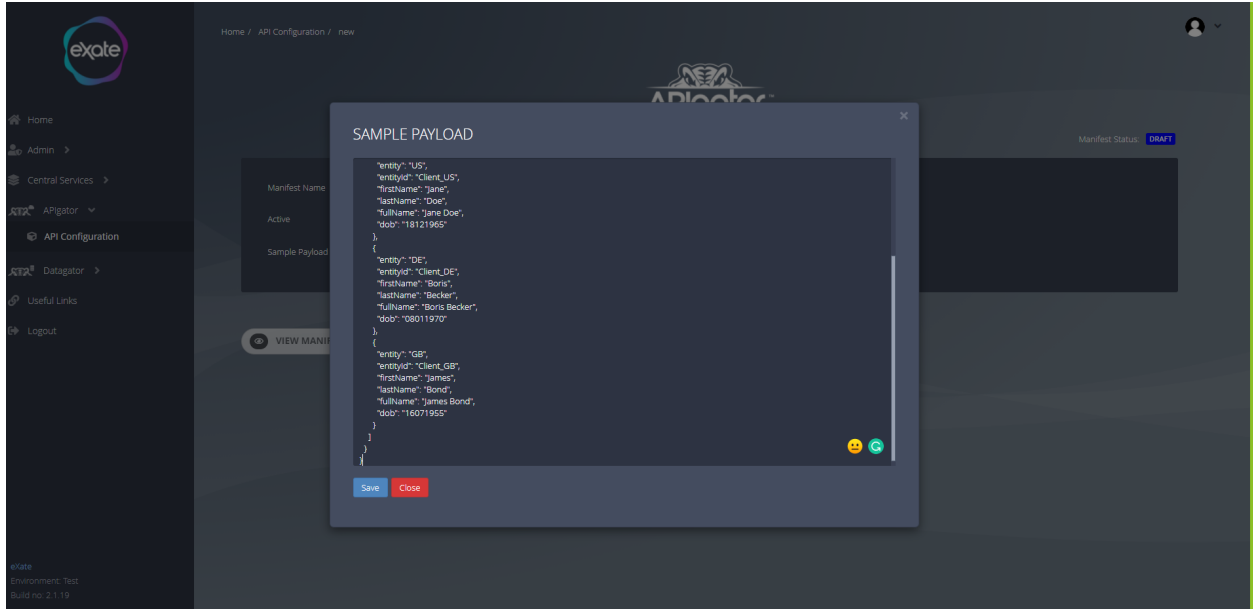 eXate
Home / API Configuration / new
APIgator™
Home
Admin >
Manifest Status: DRAFT
Central Services >
APIgator
API Configuration
Datagator >
Useful Links
Logout
Manifest Name
Active
Sample Payload
VIEW MANIF
SAMPLE PAYLOAD
×
"entity": "US",
"entityId": "Client_US",
"firstName": "Jane",
"lastName": "Doe",
"fullName": "Jane Doe",
"dob": "18121965"
},
{
"entity": "DE",
"entityId": "Client_DE",
"firstName": "Boris",
"lastName": "Becker",
"fullName": "Boris Becker",
"dob": "08011970"
},
{
"entity": "GB",
"entityId": "Client_GB",
"firstName": "James",
"lastName": "Bond",
"fullName": "James Bond",
"dob": "16071955"
}
]
}
}
Save Close
eXate
Environment: Test
Build no: 2.1.19